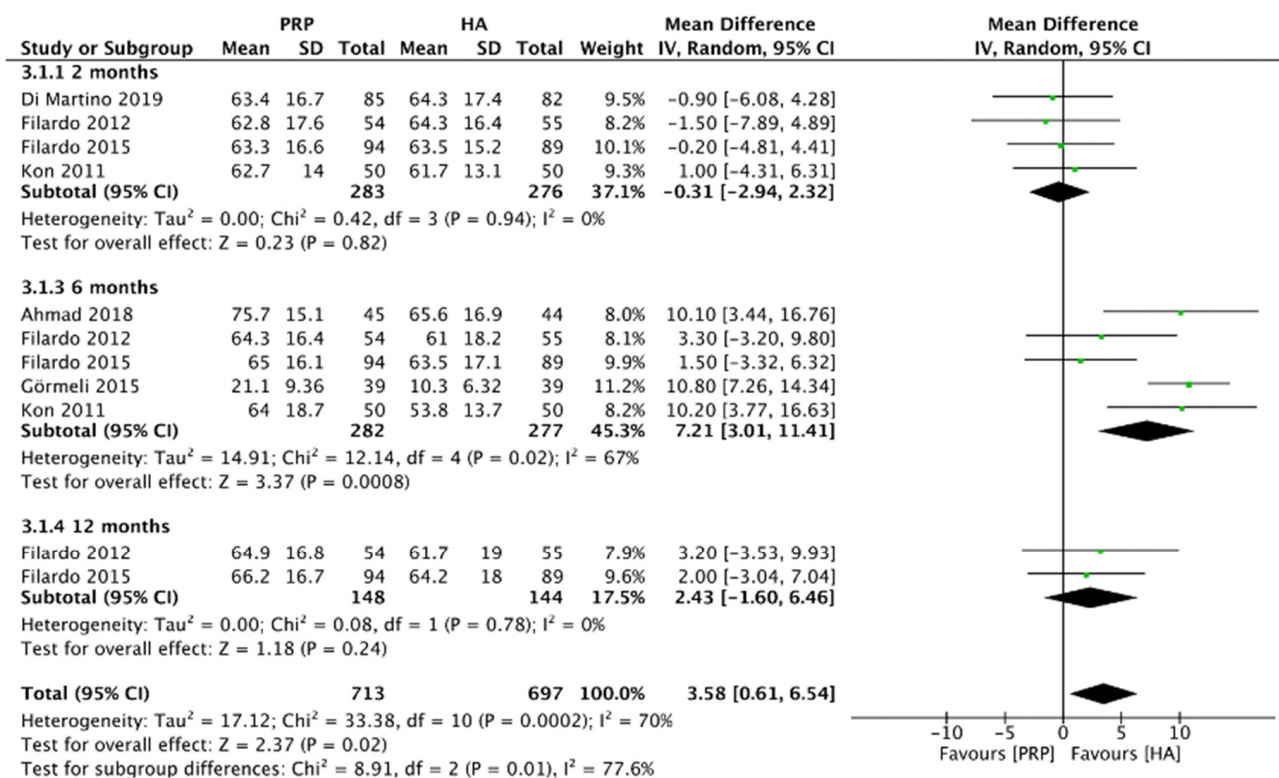 PRP HA Mean Difference Mean Difference
Study or Subgroup Mean SD Total Mean SD Total Weight IV, Random, 95% CI IV, Random, 95% CI
3.1.1 2 months
Di Martino 2019 63.4 16.7 85 64.3 17.4 82 9.5% −0.90 [−6.08, 4.28]
Filardo 2012 62.8 17.6 54 64.3 16.4 55 8.2% −1.50 [−7.89, 4.89]
Filardo 2015 63.3 16.6 94 63.5 15.2 89 10.1% −0.20 [−4.81, 4.41]
Kon 2011 62.7 14 50 61.7 13.1 50 9.3% 1.00 [−4.31, 6.31]
Subtotal (95% CI) 283 276 37.1% −0.31 [−2.94, 2.32]
Heterogeneity: Tau² = 0.00; Chi² = 0.42, df = 3 (P = 0.94); I² = 0%
Test for overall effect: Z = 0.23 (P = 0.82)
3.1.3 6 months
Ahmad 2018 75.7 15.1 45 65.6 16.9 44 8.0% 10.10 [3.44, 16.76]
Filardo 2012 64.3 16.4 54 61 18.2 55 8.1% 3.30 [−3.20, 9.80]
Filardo 2015 65 16.1 94 63.5 17.1 89 9.9% 1.50 [−3.32, 6.32]
Görmeli 2015 21.1 9.36 39 10.3 6.32 39 11.2% 10.80 [7.26, 14.34]
Kon 2011 64 18.7 50 53.8 13.7 50 8.2% 10.20 [3.77, 16.63]
Subtotal (95% CI) 282 277 45.3% 7.21 [3.01, 11.41]
Heterogeneity: Tau² = 14.91; Chi² = 12.14, df = 4 (P = 0.02); I² = 67%
Test for overall effect: Z = 3.37 (P = 0.0008)
3.1.4 12 months
Filardo 2012 64.9 16.8 54 61.7 19 55 7.9% 3.20 [−3.53, 9.93]
Filardo 2015 66.2 16.7 94 64.2 18 89 9.6% 2.00 [−3.04, 7.04]
Subtotal (95% CI) 148 144 17.5% 2.43 [−1.60, 6.46]
Heterogeneity: Tau² = 0.00; Chi² = 0.08, df = 1 (P = 0.78); I² = 0%
Test for overall effect: Z = 1.18 (P = 0.24)
Total (95% CI) 713 697 100.0% 3.58 [0.61, 6.54]
Heterogeneity: Tau² = 17.12; Chi² = 33.38, df = 10 (P = 0.0002); I² = 70%
Test for overall effect: Z = 2.37 (P = 0.02)
Test for subgroup differences: Chi² = 8.91, df = 2 (P = 0.01), I² = 77.6%
−10 −5 0 5 10
Favours [PRP] Favours [HA]